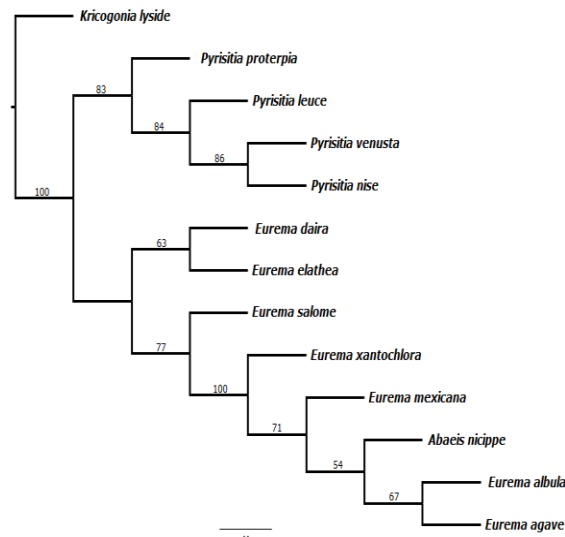 Kricogonia lyside
Pyrisitia proterpia
83
Pyrisitia leuce
84
Pyrisitia venusta
86
Pyrisitia nise
100
Eurema daira
63
Eurema elathea
Eurema salome
77
Eurema xantochlora
100
Eurema mexicana
71
Abaeis nicippe
54
Eurema albula
67
Eurema agave